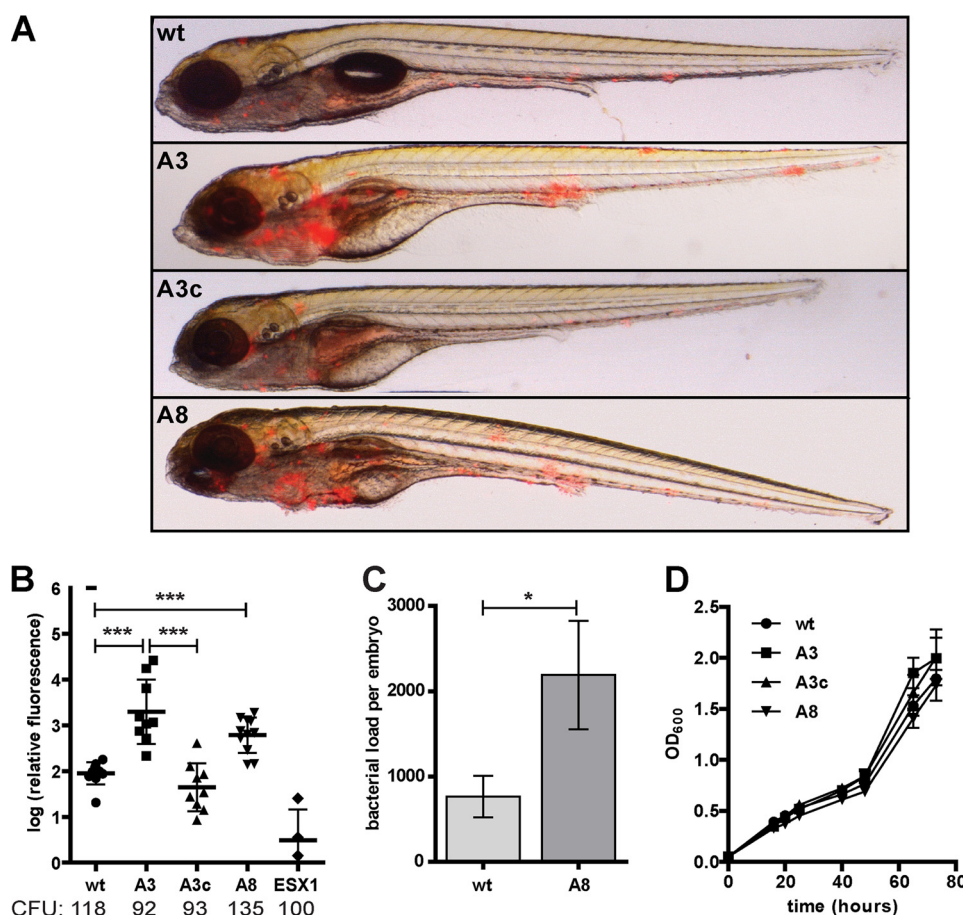 A
wt
A3
A3c
A8
B
log (relative fluorescence)
6
5
4
3
2
1
0
***
*** ***
wt A3 A3c A8 ESX1
CFU: 118 92 93 135 100
C
bacterial load per embryo
3000
2000
1000
0
*
wt A8
D
OD600
2.5
2.0
1.5
1.0
0.5
0.0
wt
A3
A3c
A8
0 20 40 60 80
time (hours)